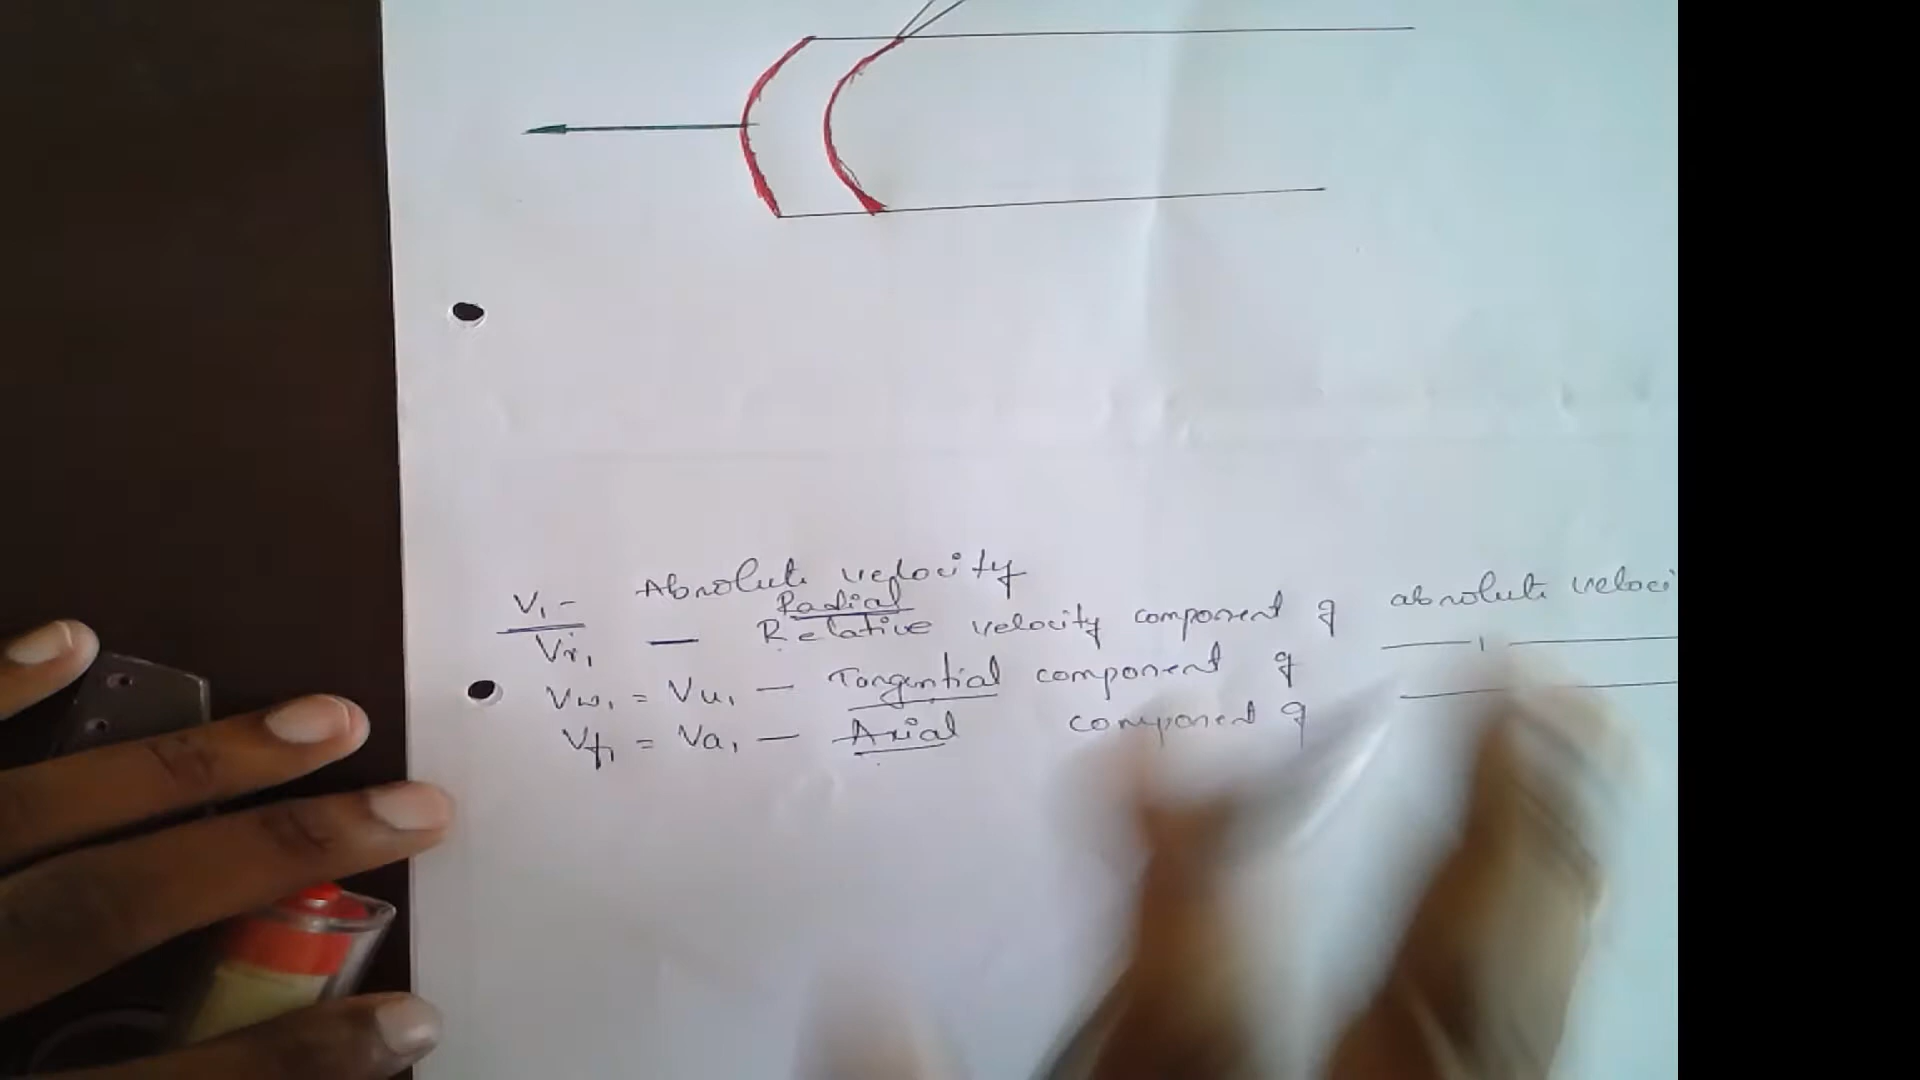 V₁ - Absolute velocity
Radial
Vr₁ — Relative velocity component of absolute veloci
Vw₁ = Vu₁ — Tangential component of —— 11 ——
Vf₁ = Va₁ — Axial component of